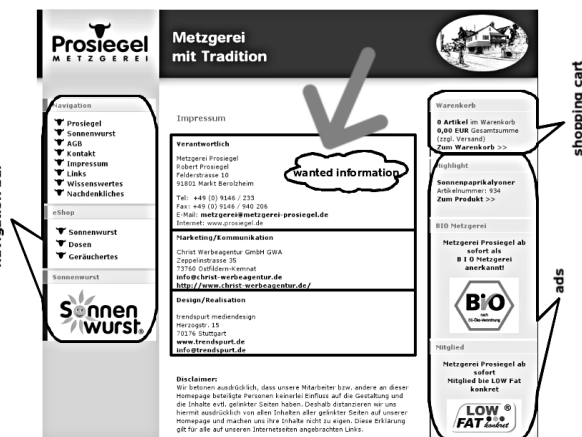 Prosiegel
METZGEREI
Metzgerei
mit Tradition
Navigation
Prosiegel
Sonnenwurst
AGB
Kontakt
Impressum
Links
Wissenswertes
Nachdenkliches
eShop
Sonnenwurst
Dosen
Geräuchertes
Sonnenwurst
Sonnen
wurst
Impressum
Verantwortlich
Metzgerei Prosiegel
Robert Prosiegel
Felderstrasse 10
91801 Markt Berolzheim
Tel: +49 (0) 9146 / 233
Fax: +49 (0) 9146 / 940 206
E-Mail: metzgerei@metzgerei-prosiegel.de
Internet: www.prosiegel.de
wanted information
Marketing/Kommunikation
Christ Werbeagentur GmbH GWA
Zeppelinstrasse 35
73760 Ostfildern-Kemnat
info@christ-werbeagentur.de
http://www.christ-werbeagentur.de/
Design/Realisation
trendspurt mediendesign
Herzogstr. 15
70176 Stuttgart
www.trendspurt.de
info@trendspurt.de
Disclaimer:
Wir betonen ausdrücklich, dass unsere Mitarbeiter bzw. andere an dieser
Homepage beteiligte Personen keinerlei Einfluss auf die Gestaltung und
die Inhalte evtl. gelinkter Seiten haben. Deshalb distanzieren wir uns
hiermit ausdrücklich von allen Inhalten aller gelinkter Seiten auf unserer
Homepage und machen uns ihre Inhalte nicht zu eigen. Diese Erklärung
gilt für alle auf unseren Internetseiten angebrachten Links.
Warenkorb
0 Artikel im Warenkorb
0,00 EUR Gesamtsumme
(zzgl. Versand)
Zum Warenkorb >>
Highlight
Sonnenpaprikalyoner
Artikelnummer: 934
Zum Produkt >>
BIO Metzgerei
Metzgerei Prosiegel ab
sofort als
B I O Metzgerei
anerkannt!
Bio
nach
EG-Öko-Verordnung
Mitglied
Metzgerei Prosiegel ab
sofort
Mitglied bie LOW Fat
konkret
LOW ®
FAT konkret
shopping cart
ads